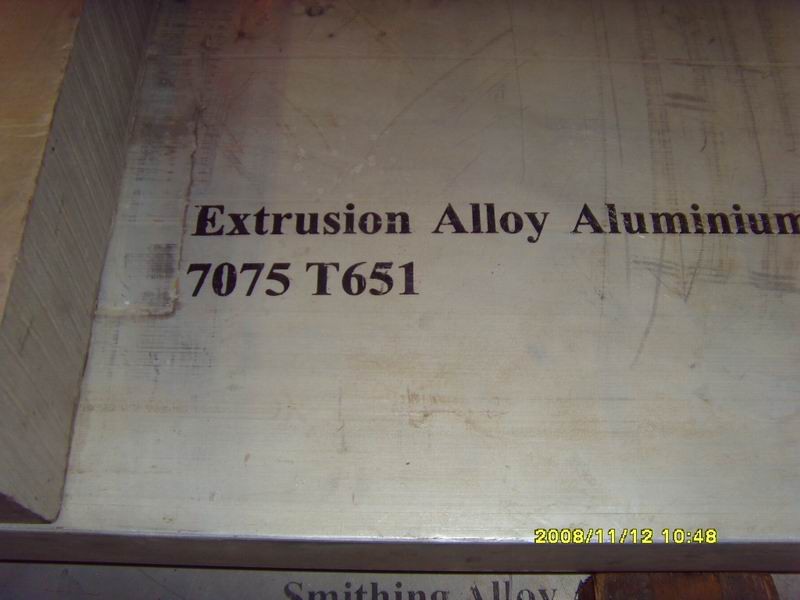 Extrusion Alloy Aluminium
7075 T651
2008/11/12 10:48
Smithing Alloy